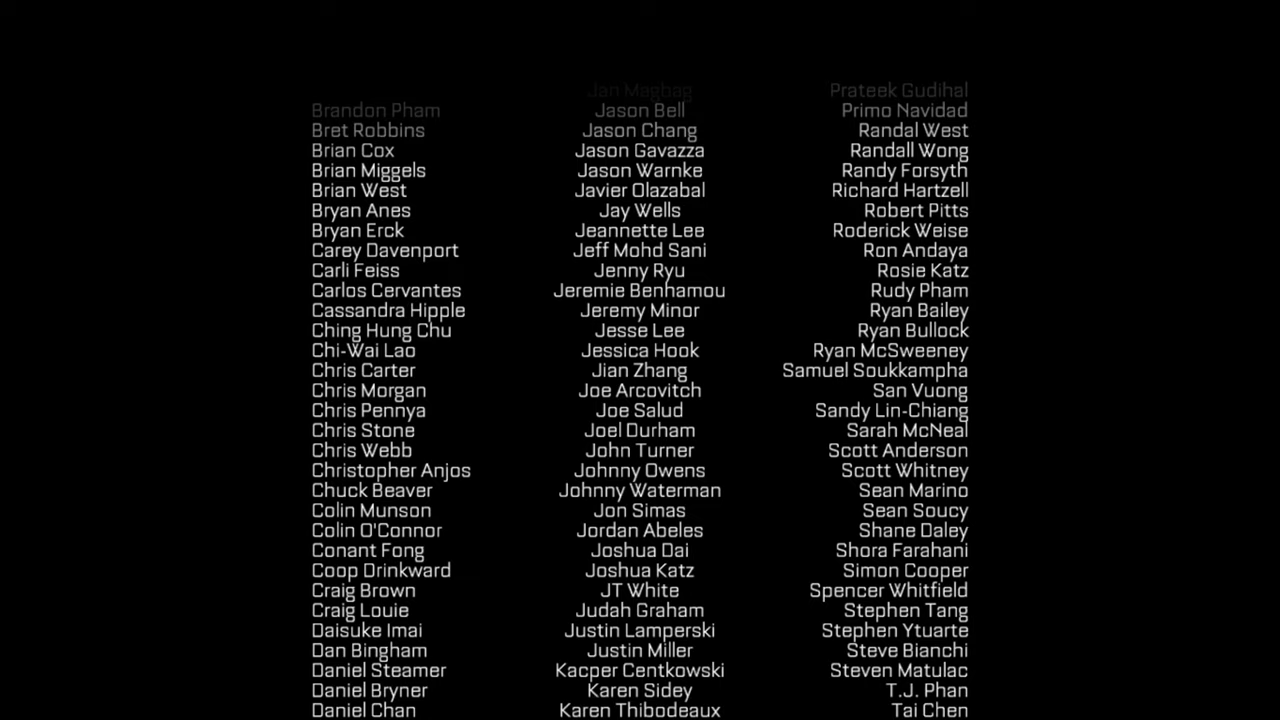 Jan Magbag Prateek Gudihal
Brandon Pham Jason Bell Primo Navidad
Bret Robbins Jason Chang Randal West
Brian Cox Jason Gavazza Randall Wong
Brian Miggels Jason Warnke Randy Forsyth
Brian West Javier Olazabal Richard Hartzell
Bryan Anes Jay Wells Robert Pitts
Bryan Erck Jeannette Lee Roderick Weise
Carey Davenport Jeff Mohd Sani Ron Andaya
Carli Feiss Jenny Ryu Rosie Katz
Carlos Cervantes Jeremie Benhamou Rudy Pham
Cassandra Hipple Jeremy Minor Ryan Bailey
Ching Hung Chu Jesse Lee Ryan Bullock
Chi-Wai Lao Jessica Hook Ryan McSweeney
Chris Carter Jian Zhang Samuel Soukkampha
Chris Morgan Joe Arcovitch San Vuong
Chris Pennya Joe Salud Sandy Lin-Chiang
Chris Stone Joel Durham Sarah McNeal
Chris Webb John Turner Scott Anderson
Christopher Anjos Johnny Owens Scott Whitney
Chuck Beaver Johnny Waterman Sean Marino
Colin Munson Jon Simas Sean Soucy
Colin O'Connor Jordan Abeles Shane Daley
Conant Fong Joshua Dai Shora Farahani
Coop Drinkward Joshua Katz Simon Cooper
Craig Brown JT White Spencer Whitfield
Craig Louie Judah Graham Stephen Tang
Daisuke Imai Justin Lamperski Stephen Ytuarte
Dan Bingham Justin Miller Steve Bianchi
Daniel Steamer Kacper Centkowski Steven Matulac
Daniel Bryner Karen Sidey T.J. Phan
Daniel Chan Karen Thibodeaux Tai Chen